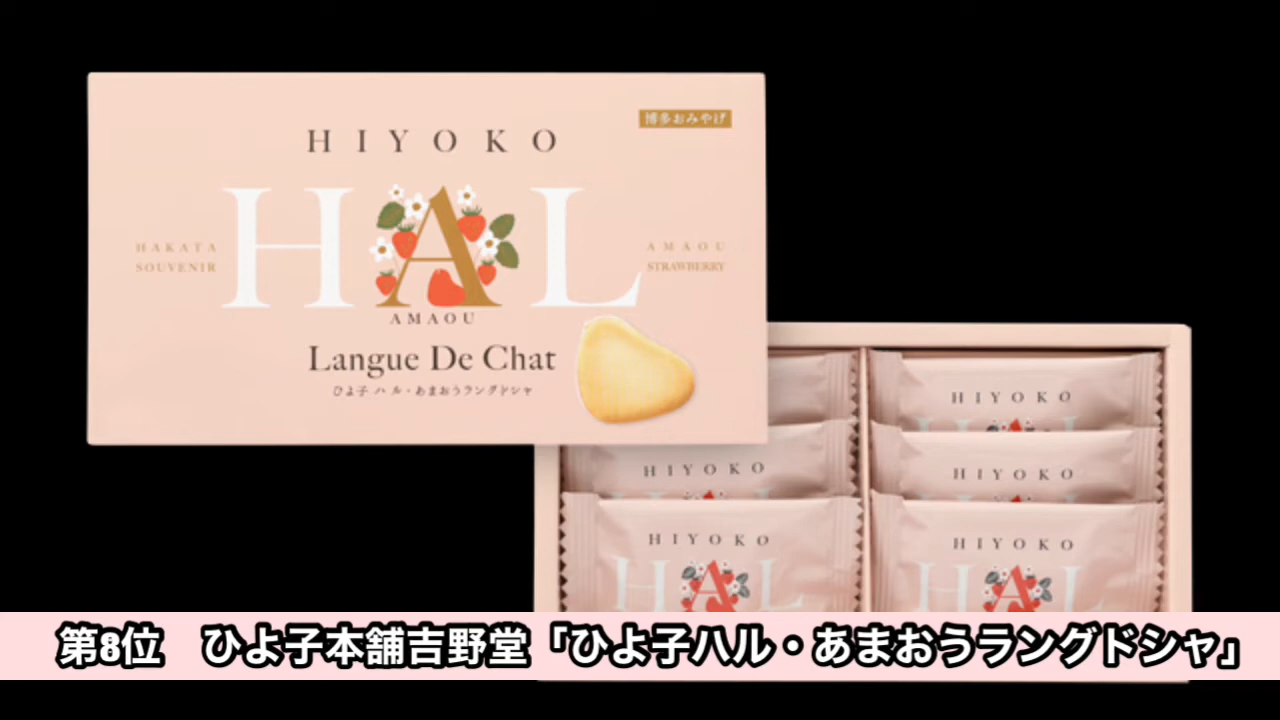 博多おみやげ
HIYOKO
HAL
HAKATA
SOUVENIR
AMAOU
STRAWBERRY
AMAOU
Langue De Chat
ひよ子 ハル・あまおうラングドシャ
HIYOKO
HIYOKO
HIYOKO
HIYOKO
HIYOKO
HAL
HIYOKO
HAL
第8位 ひよ子本舗吉野堂「ひよ子ハル・あまおうラングドシャ」